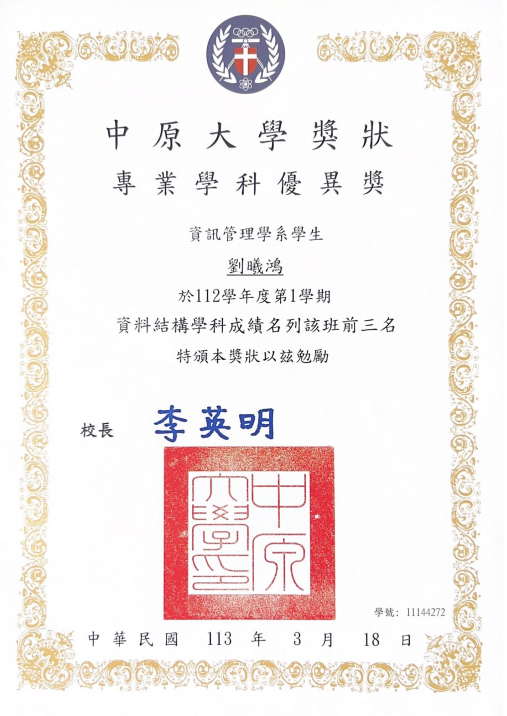 中原大學獎狀
專業學科優異獎
資訊管理學系學生
劉曦鴻
於112學年度第1學期
資料結構學科成績名列該班前三名
特頒本獎狀以茲勉勵
校長 李英明
中原大學印
學號: 11144272
中華民國 113 年 3 月 18 日